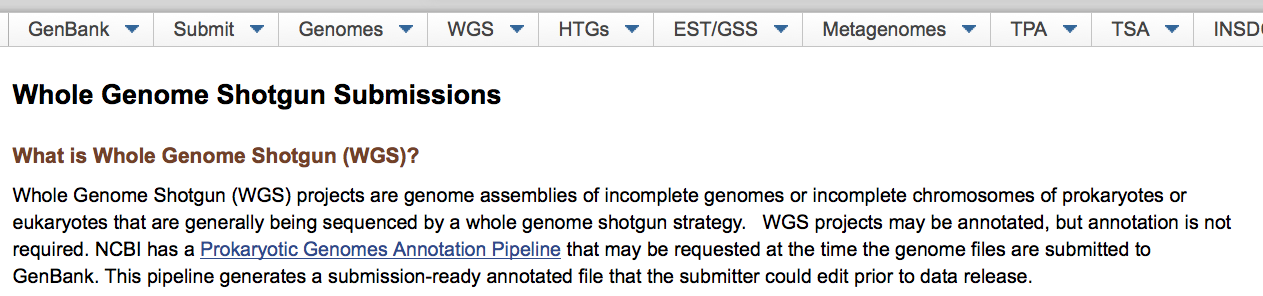 GenBank Submit Genomes WGS HTGs EST/GSS Metagenomes TPA TSA INSD
Whole Genome Shotgun Submissions
What is Whole Genome Shotgun (WGS)?
Whole Genome Shotgun (WGS) projects are genome assemblies of incomplete genomes or incomplete chromosomes of prokaryotes or
eukaryotes that are generally being sequenced by a whole genome shotgun strategy. WGS projects may be annotated, but annotation is not
required. NCBI has a Prokaryotic Genomes Annotation Pipeline that may be requested at the time the genome files are submitted to
GenBank. This pipeline generates a submission-ready annotated file that the submitter could edit prior to data release.